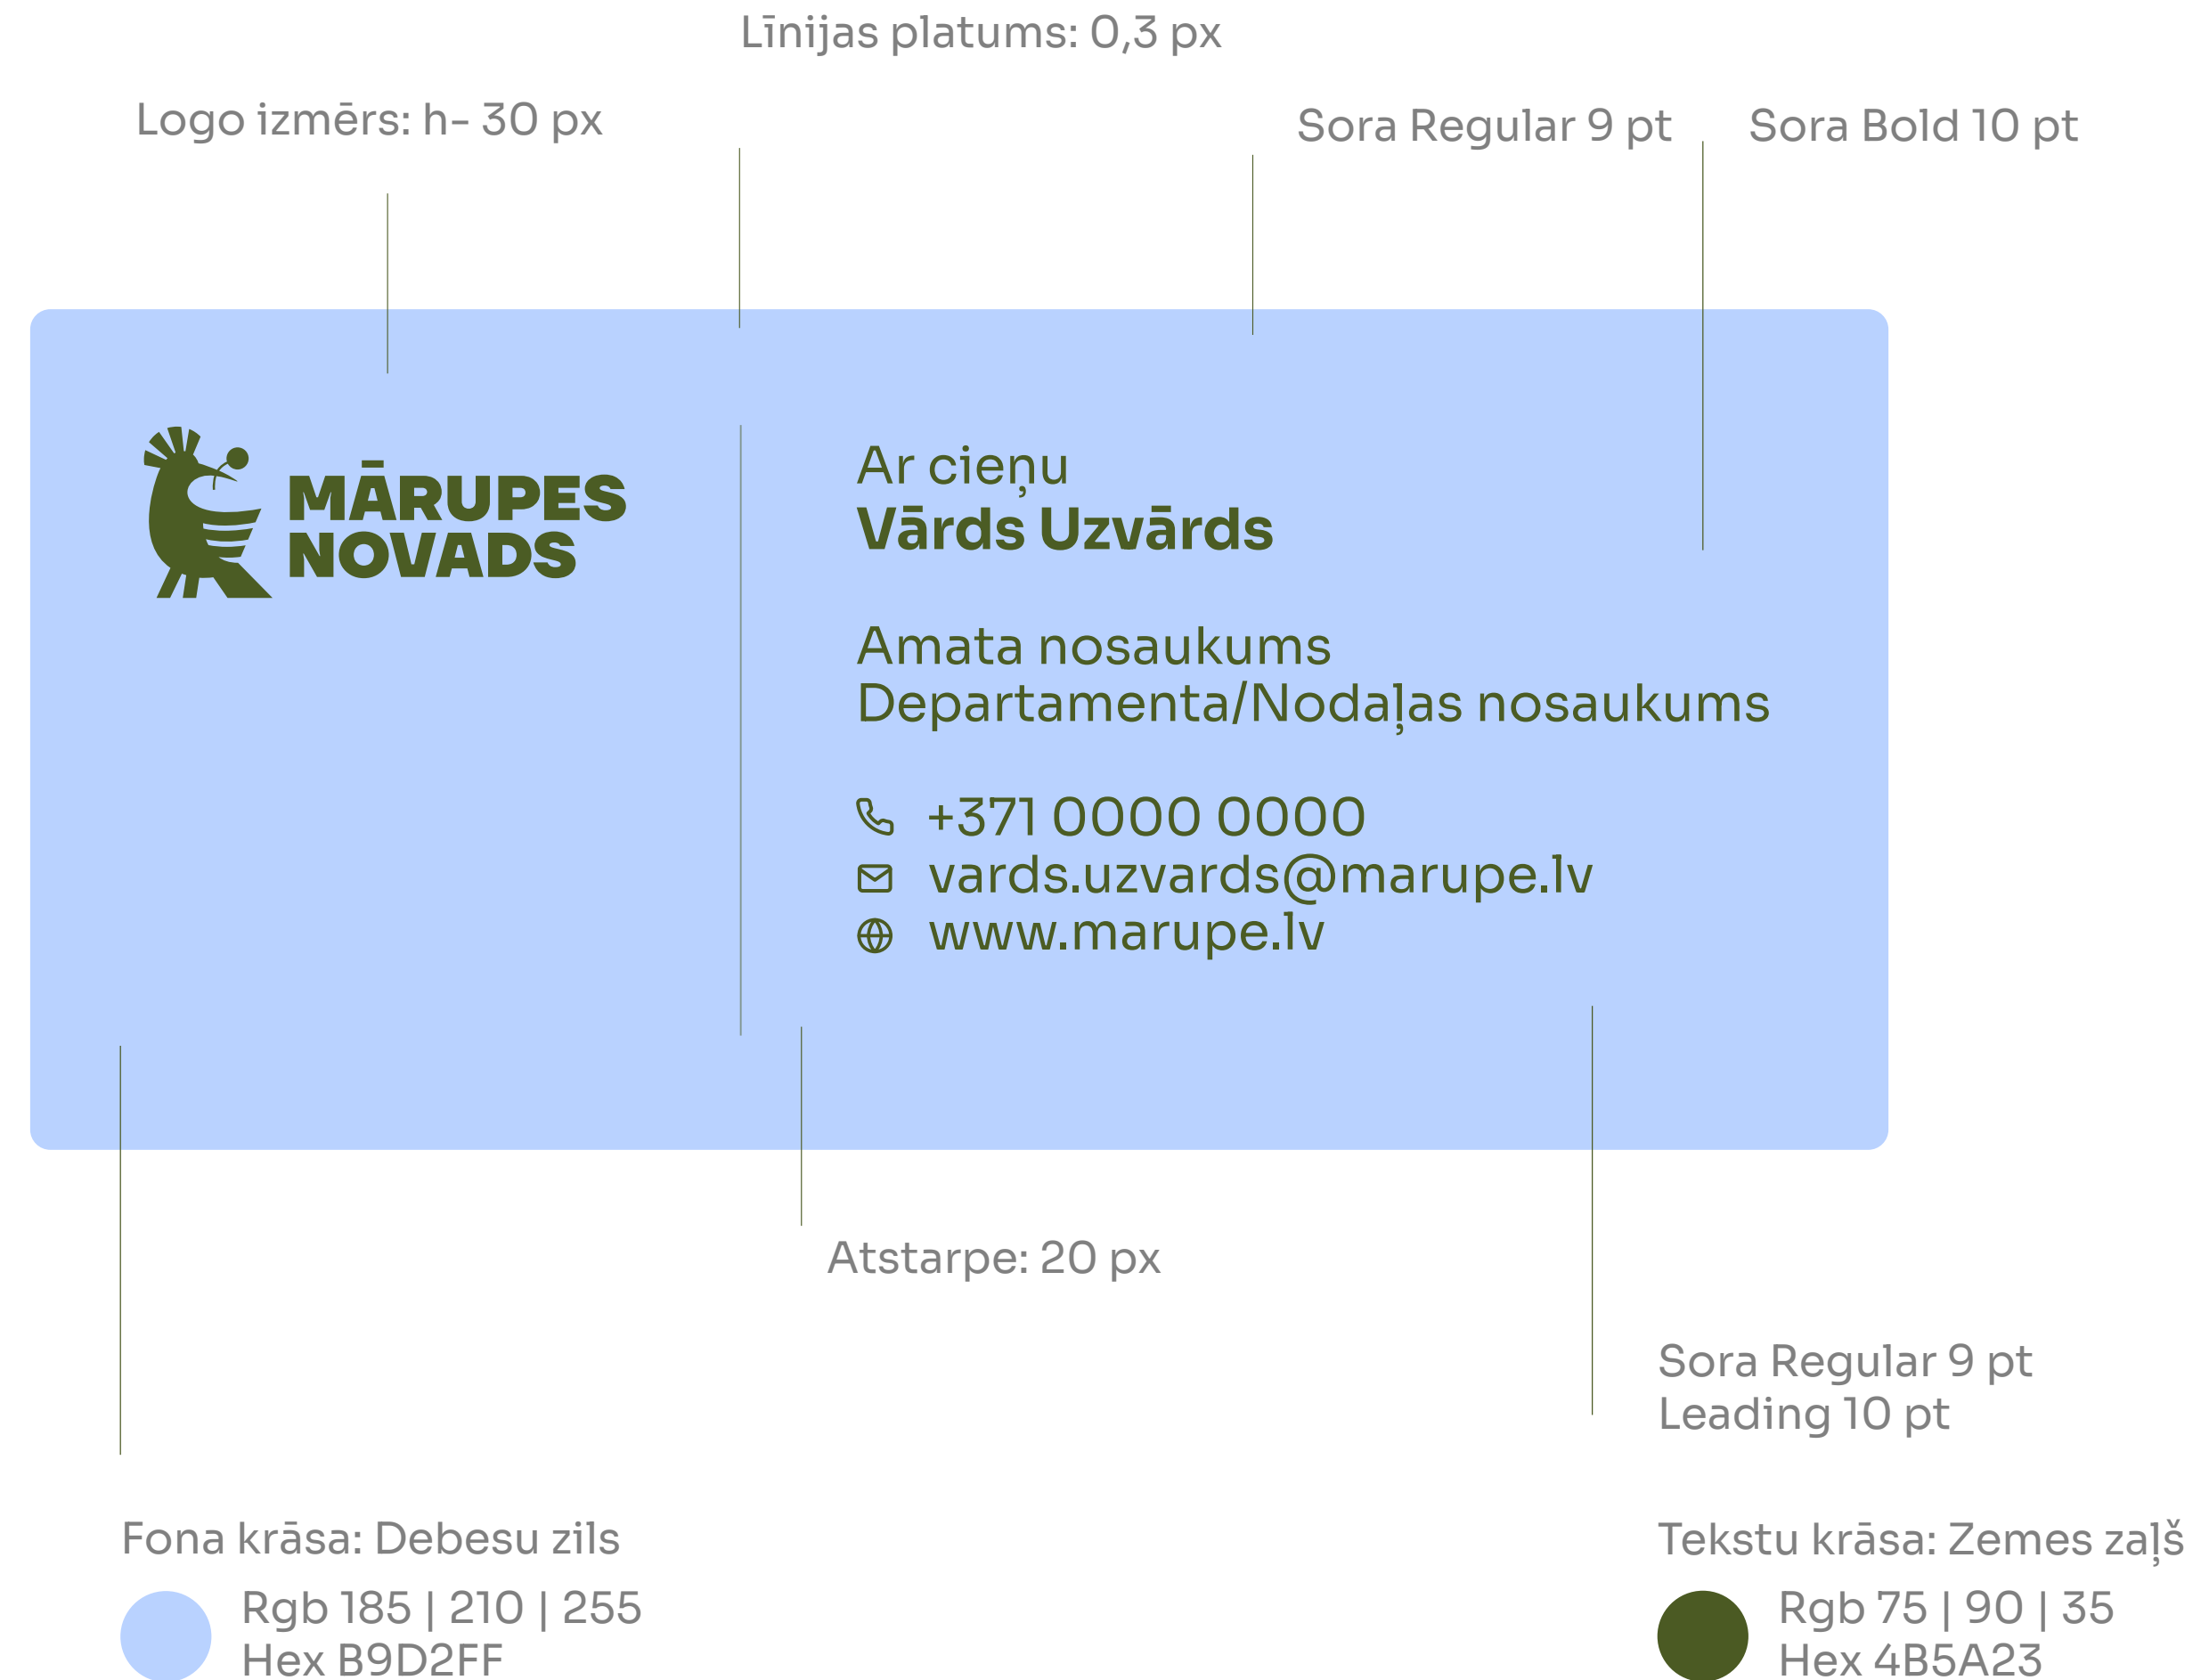 Līnijas platums: 0,3 px
Logo izmērs: h- 30 px
Sora Regular 9 pt
Sora Bold 10 pt
MĀRUPES
NOVADS
Ar cieņu
Vārds Uzvārds
Amata nosaukums
Departamenta/Nodaļas nosaukums
+371 0000 0000
vards.uzvards@marupe.lv
www.marupe.lv
Atstarpe: 20 px
Sora Regular 9 pt
Leading 10 pt
Fona krāsa: Debesu zils
Rgb 185 | 210 | 255
Hex B9D2FF
Tekstu krāsa: Zemes zaļš
Rgb 75 | 90 | 35
Hex 4B5A23